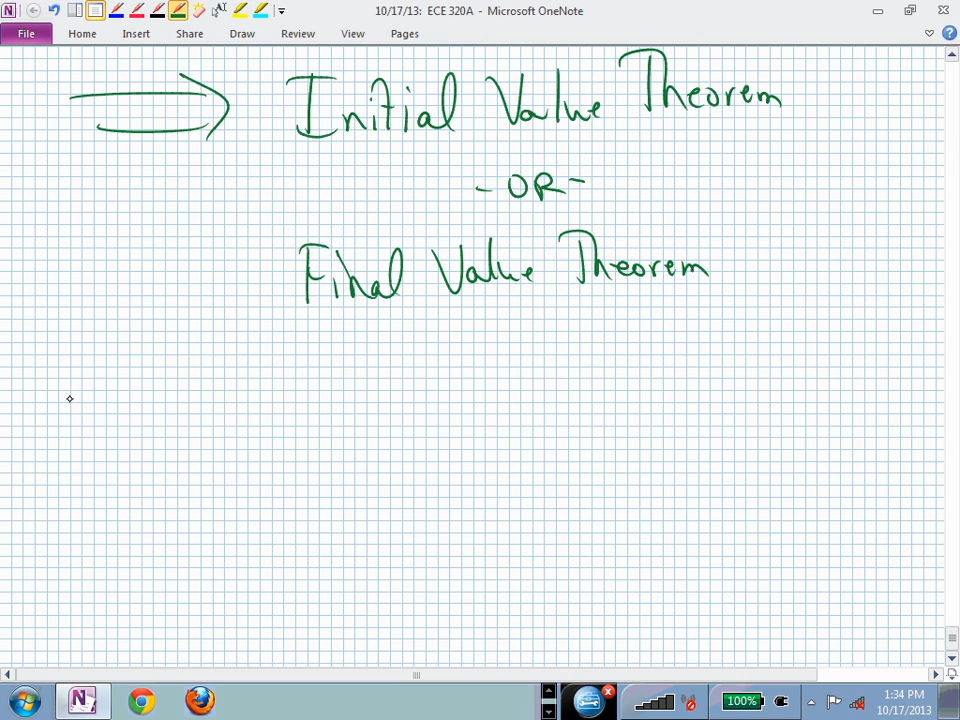 10/17/13: ECE 320A - Microsoft OneNote
File Home Insert Share Draw Review View Pages
Initial Value Theorem
- OR -
Final Value Theorem
100%
1:34 PM
10/17/2013